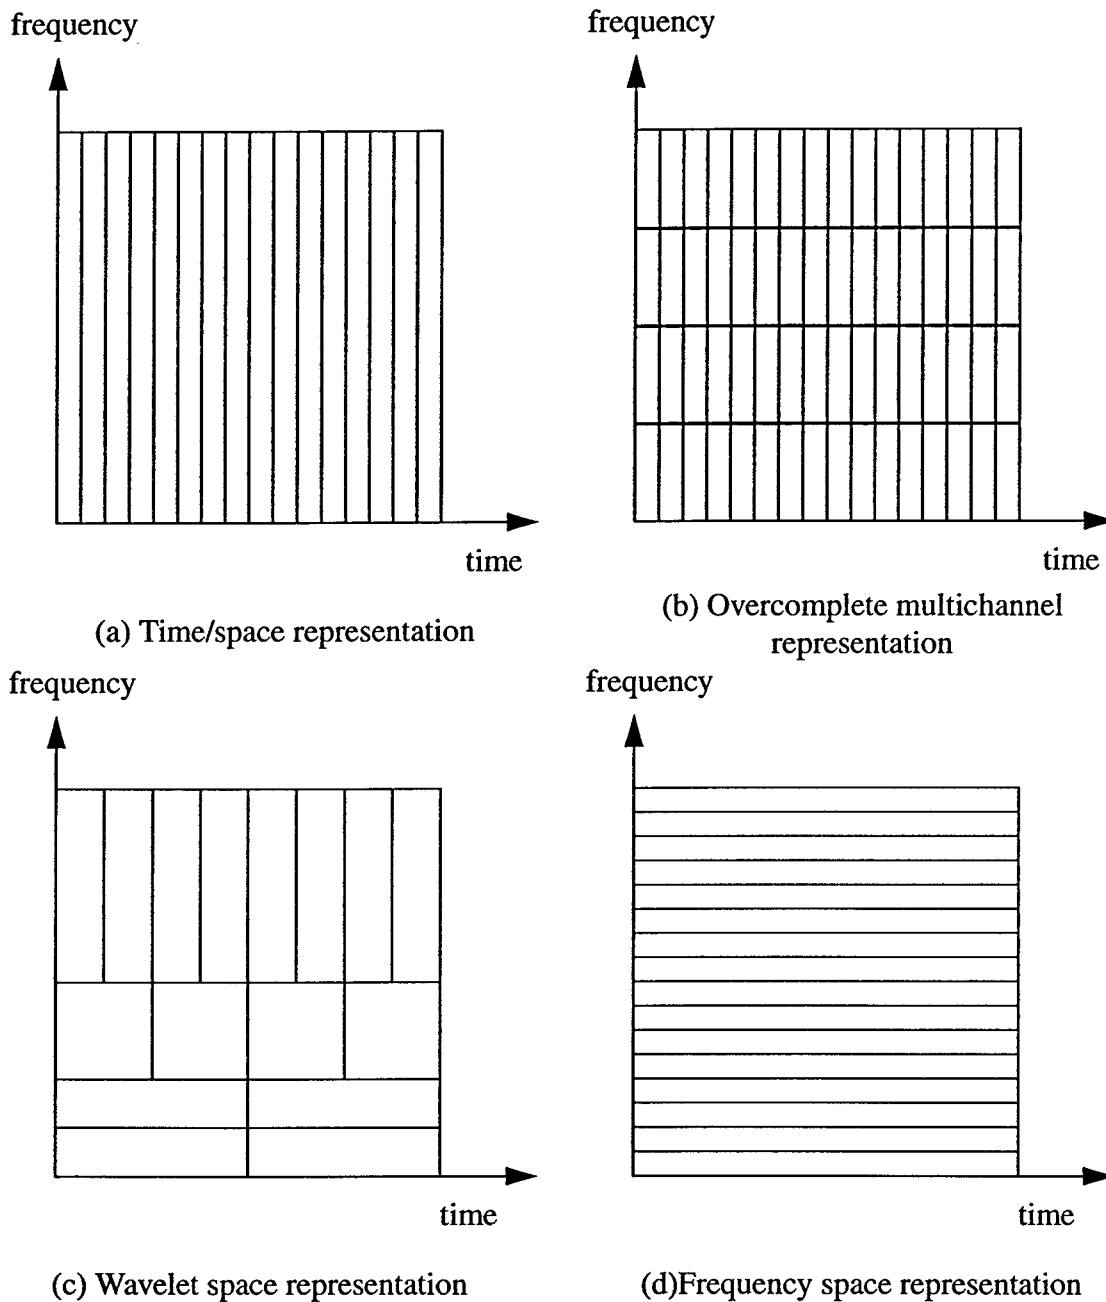 frequency
frequency
time
time
(a) Time/space representation
(b) Overcomplete multichannel
representation
frequency
frequency
time
time
(c) Wavelet space representation
(d)Frequency space representation